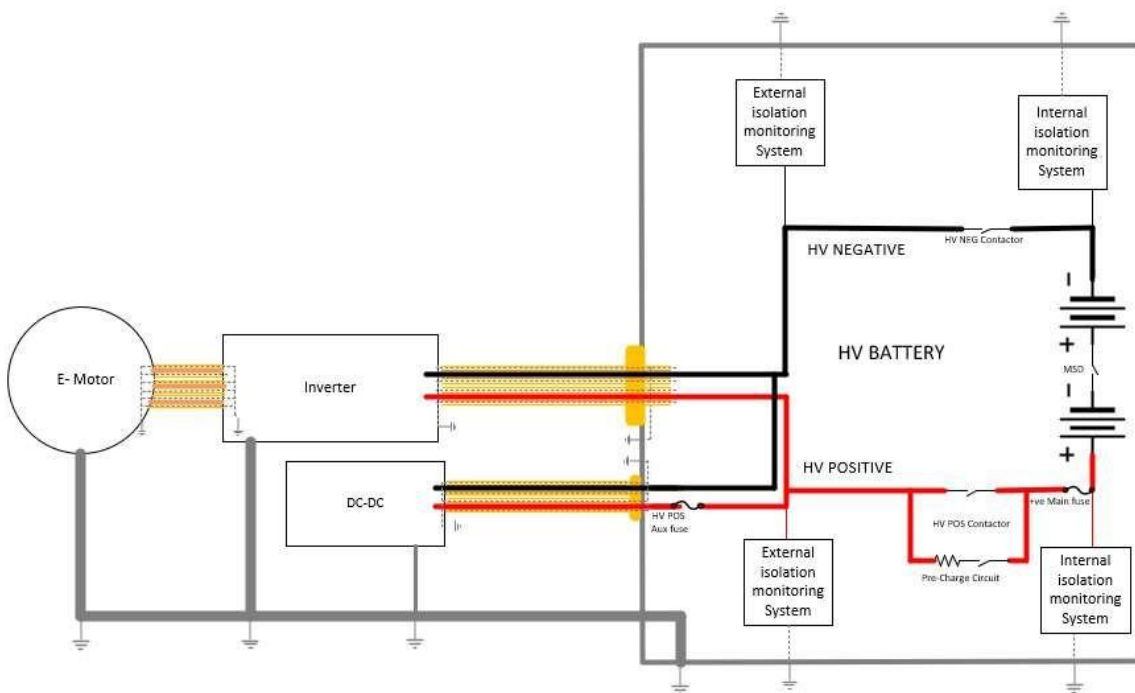 External
isolation
monitoring
System
Internal
isolation
monitoring
System
HV NEG Contactor
HV NEGATIVE
-
HV BATTERY
+
MSD
-
+
E- Motor
Inverter
HV POSITIVE
DC-DC
HV POS
Aux fuse
+ve Main fuse
HV POS Contactor
Pre-Charge Circuit
External
isolation
monitoring
System
Internal
isolation
monitoring
System